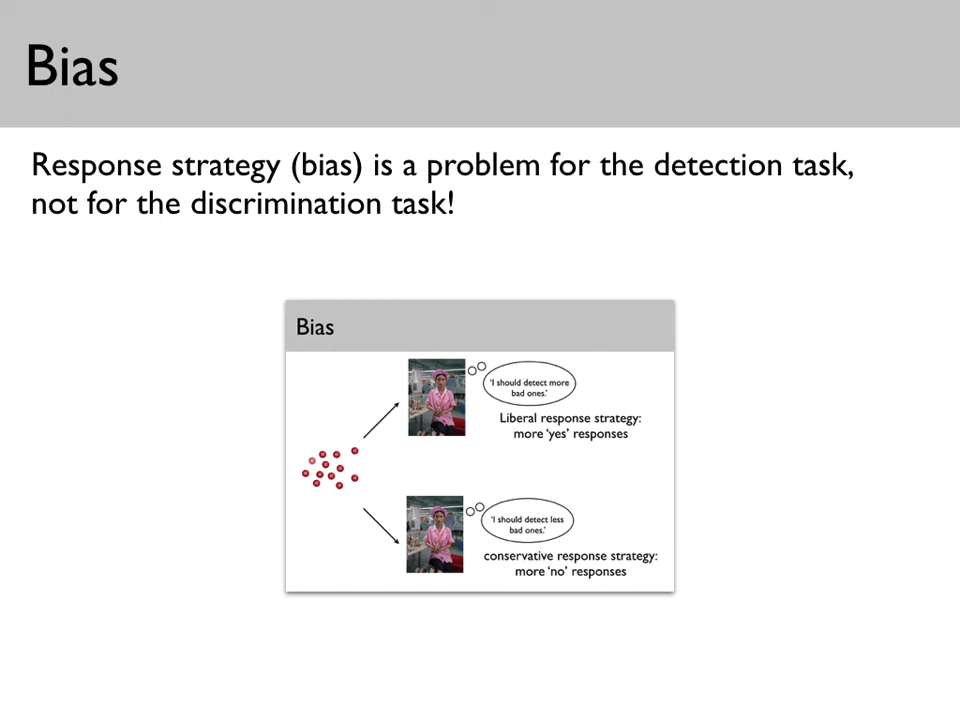 Bias
Response strategy (bias) is a problem for the detection task,
not for the discrimination task!
Bias
'I should detect more
bad ones.'
Liberal response strategy:
more 'yes' responses
'I should detect less
bad ones.'
conservative response strategy:
more 'no' responses